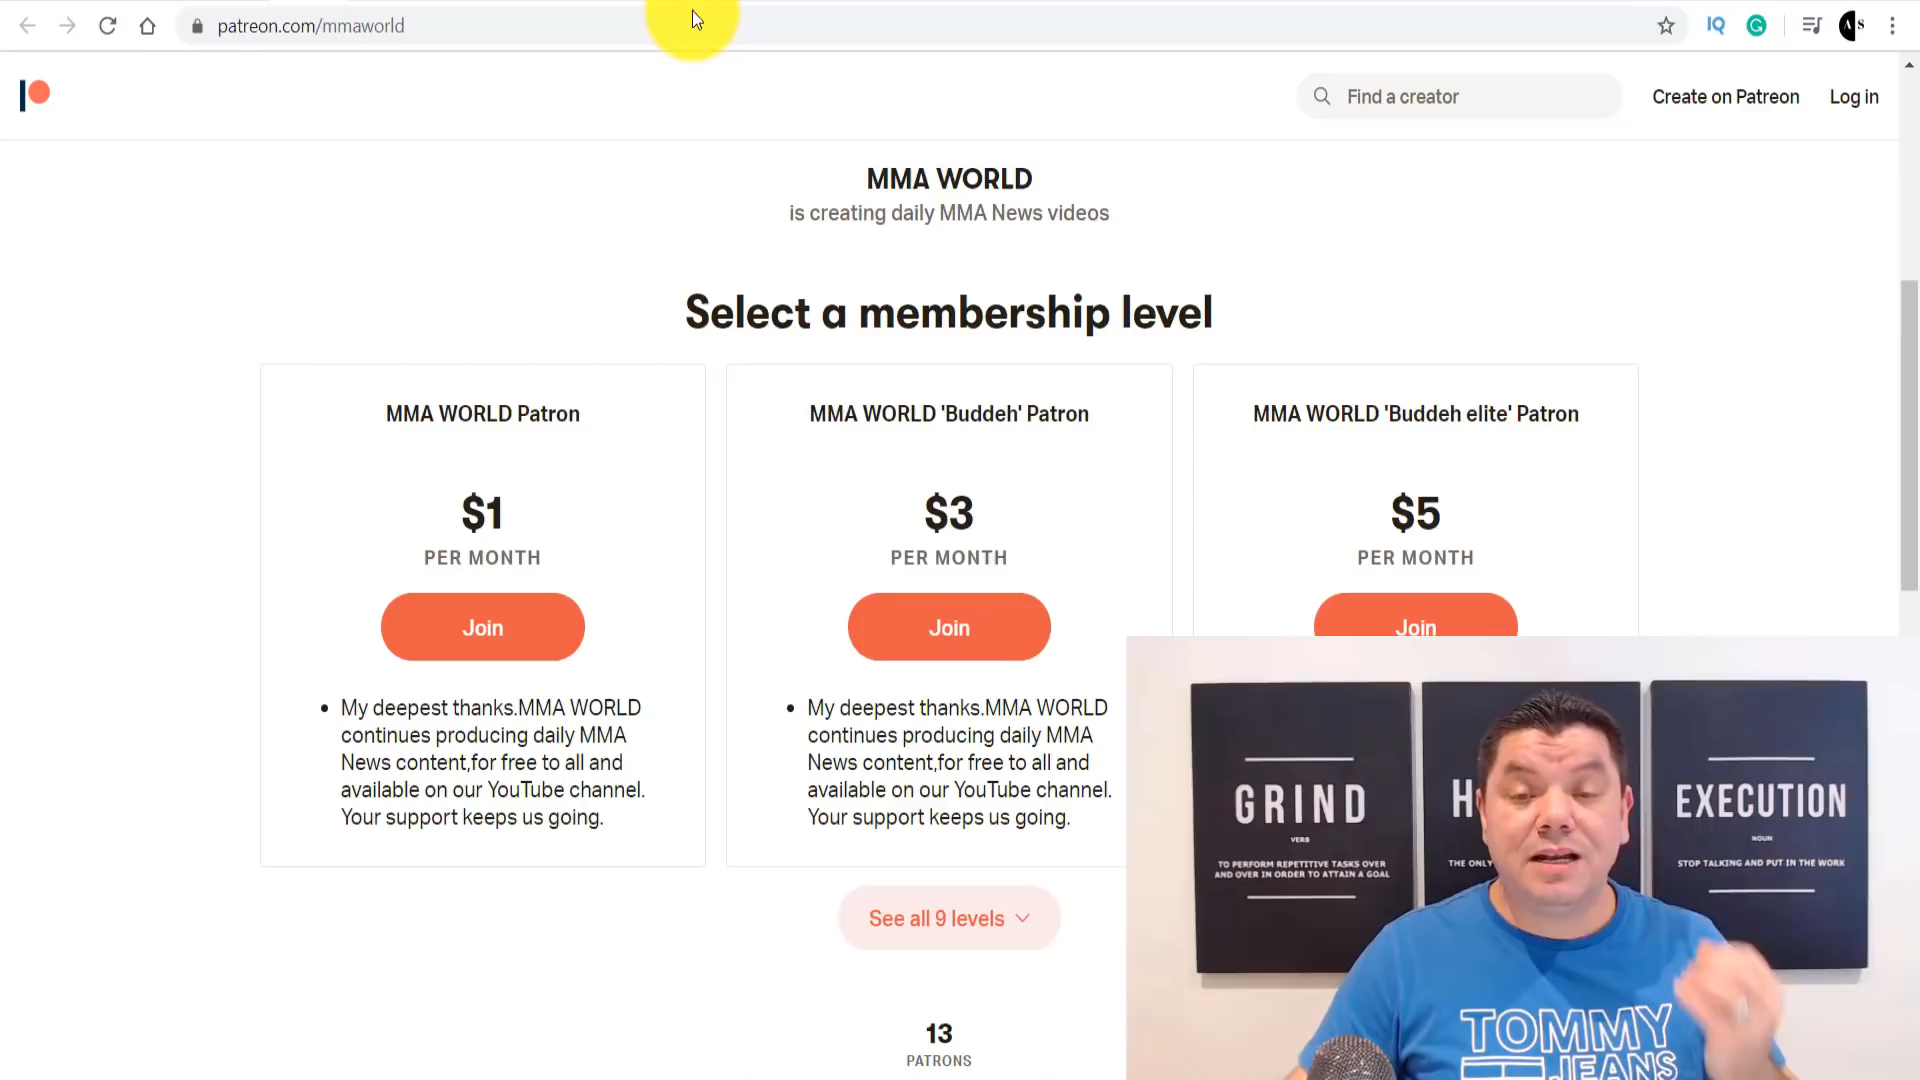 patreon.com/mmaworld
IQ
Find a creator
Create on Patreon
Log in
MMA WORLD
is creating daily MMA News videos
Select a membership level
MMA WORLD Patron
$1
PER MONTH
Join
My deepest thanks.MMA WORLD
continues producing daily MMA
News content,for free to all and
available on our YouTube channel.
Your support keeps us going.
MMA WORLD 'Buddeh' Patron
$3
PER MONTH
Join
My deepest thanks.MMA WORLD
continues producing daily MMA
News content,for free to all and
available on our YouTube channel.
Your support keeps us going.
MMA WORLD 'Buddeh elite' Patron
$5
PER MONTH
Join
See all 9 levels
13
PATRONS
GRIND
VERB
TO PERFORM REPETITIVE TASKS OVER
AND OVER IN ORDER TO ATTAIN A GOAL
THE ONLY
EXECUTION
NOUN
STOP TALKING AND PUT IN THE WORK
TOMMY
JEANS